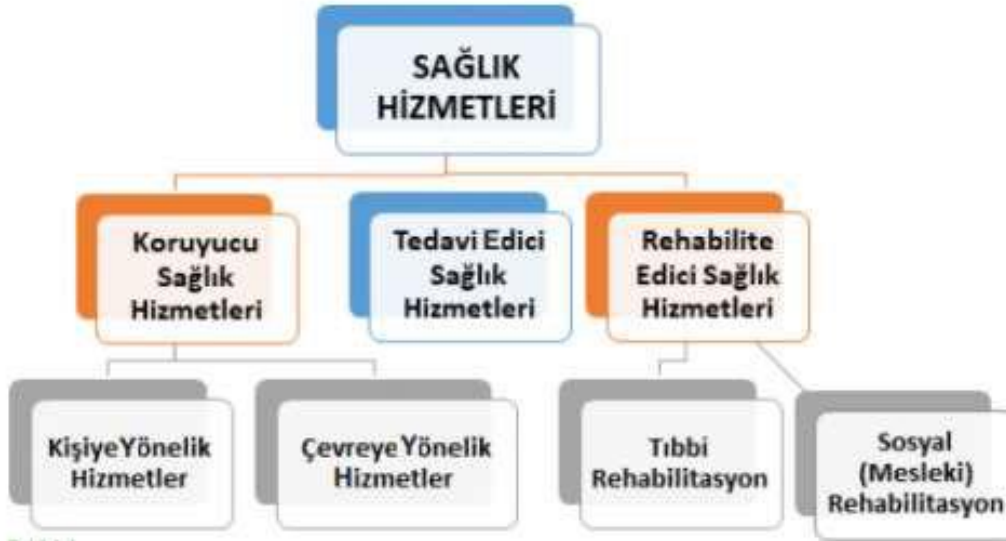 SAĞLIK
HİZMETLERİ
Koruyucu
Sağlık
Hizmetleri
Tedavi Edici
Sağlık
Hizmetleri
Rehabilite
Edici Sağlık
Hizmetleri
Kişiye Yönelik
Hizmetler
Çevreye Yönelik
Hizmetler
Tıbbi
Rehabilitasyon
Sosyal
(Mesleki)
Rehabilitasyon